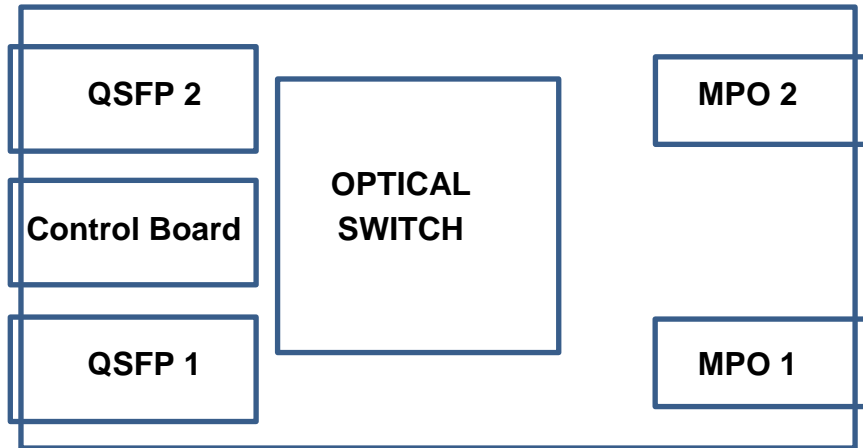 QSFP 2
MPO 2
OPTICAL
SWITCH
Control Board
QSFP 1
MPO 1